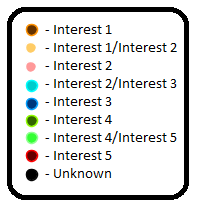 - Interest 1
- Interest 1/Interest 2
- Interest 2
- Interest 2/Interest 3
- Interest 3
- Interest 4
- Interest 4/Interest 5
- Interest 5
- Unknown